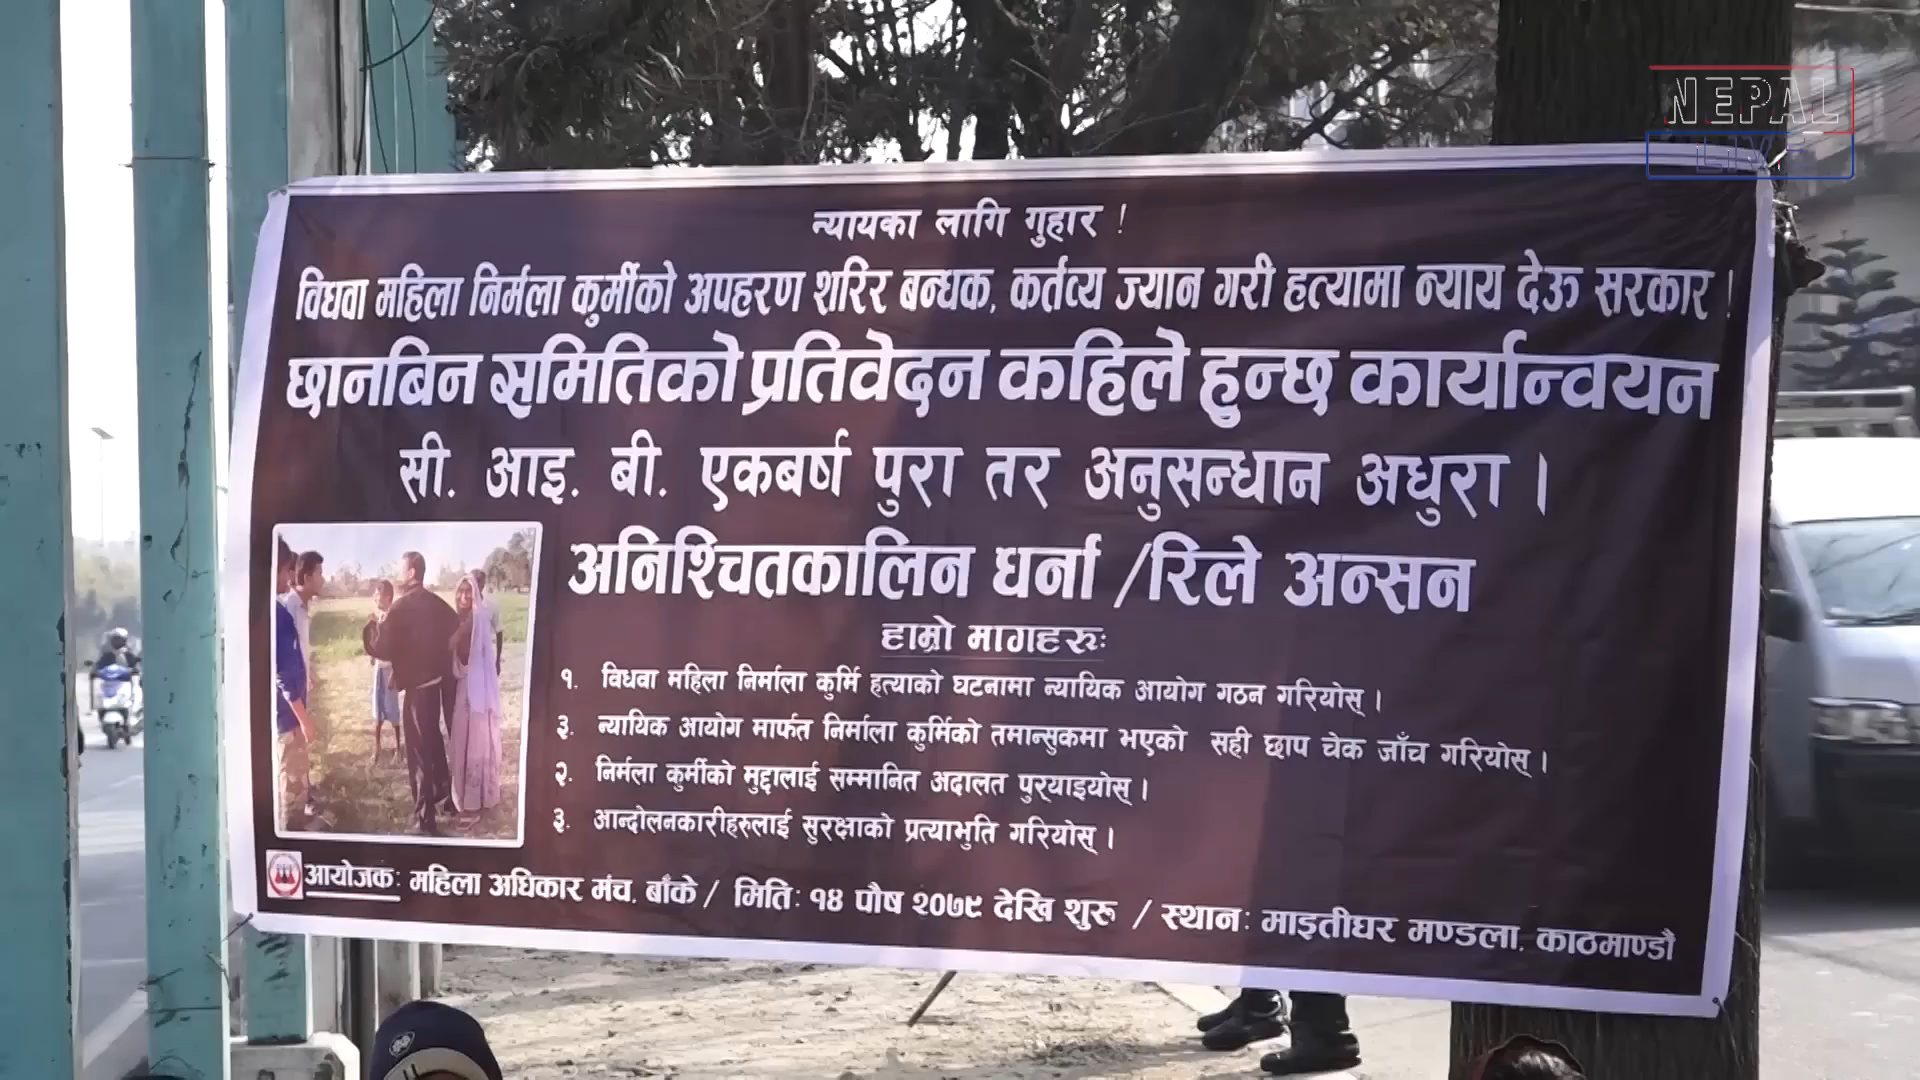 NEPAL
LIVE
न्यायका लागि गुहार !
विधवा महिला निर्मला कुर्मीको अपहरण शरिर बन्धक, कर्तव्य ज्यान गरी हत्यामा न्याय देऊ सरकार !
छानबिन समितिको प्रतिवेदन कहिले हुन्छ कार्यान्वयन
सी. आइ. बी. एकबर्ष पुरा तर अनुसन्धान अधुरा ।
अनिश्चितकालिन धर्ना /रिले अन्सन
हाम्रो मागहरुः
१. विधवा महिला निर्माला कुर्मि हत्याको घटनामा न्यायिक आयोग गठन गरियोस् ।
३. न्यायिक आयोग मार्फत निर्माला कुर्मिको तमान्सुकमा भएको सही छाप चेक जाँच गरियोस् ।
२. निर्मला कुर्मीको मुद्दालाई सम्मानित अदालत पुर्‍याइयोस् ।
३. आन्दोलनकारीहरुलाई सुरक्षाको प्रत्याभुति गरियोस् ।
आयोजकः महिला अधिकार मंच, बाँके / मितिः १४ पौष २०७९ देखि शुरू / स्थानः माइतीघर मण्डला, काठमाण्डौ